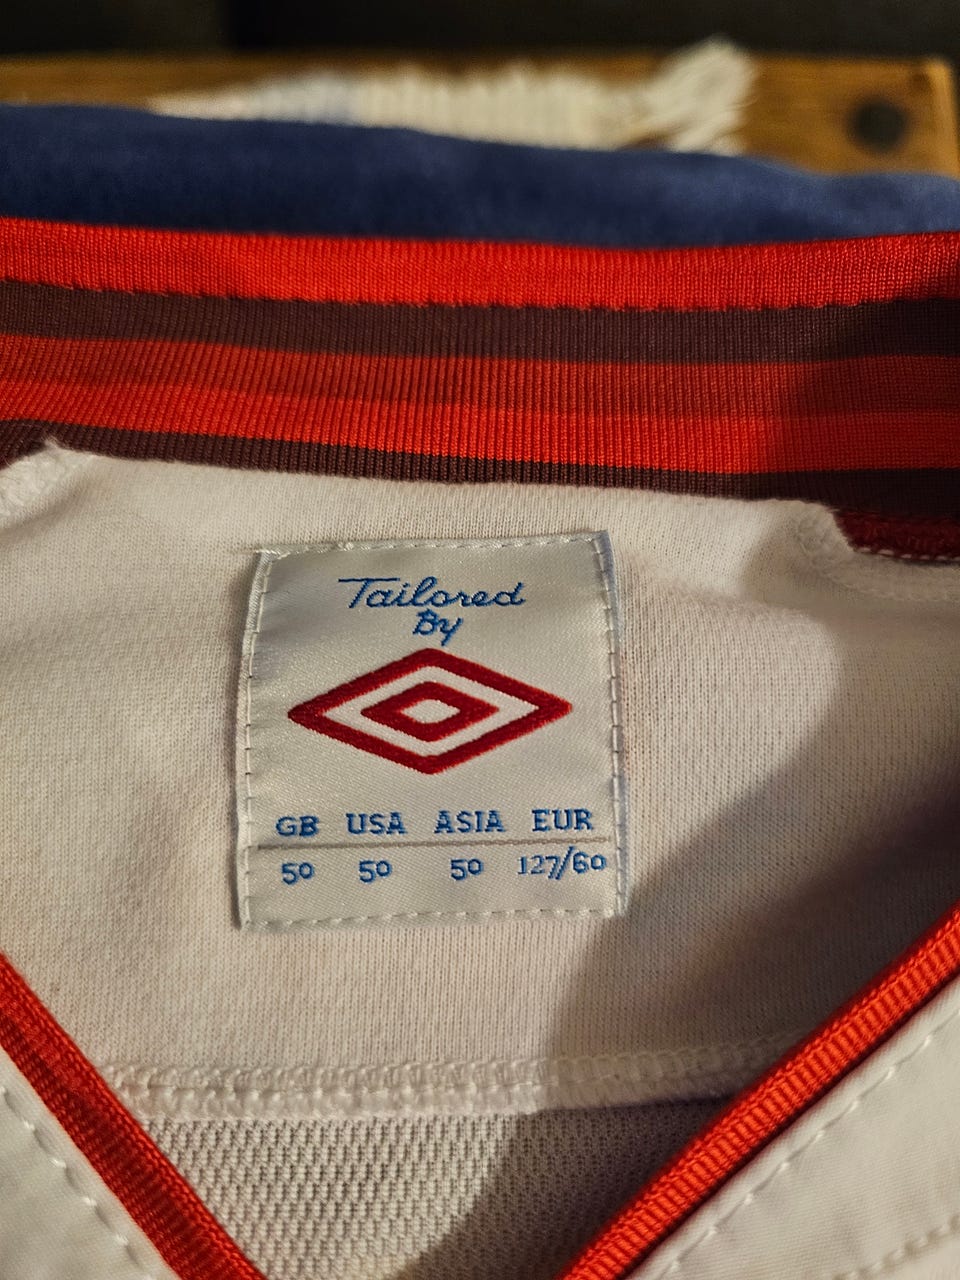 Tailored
By
GB USA ASIA EUR
50 50 50 127/60